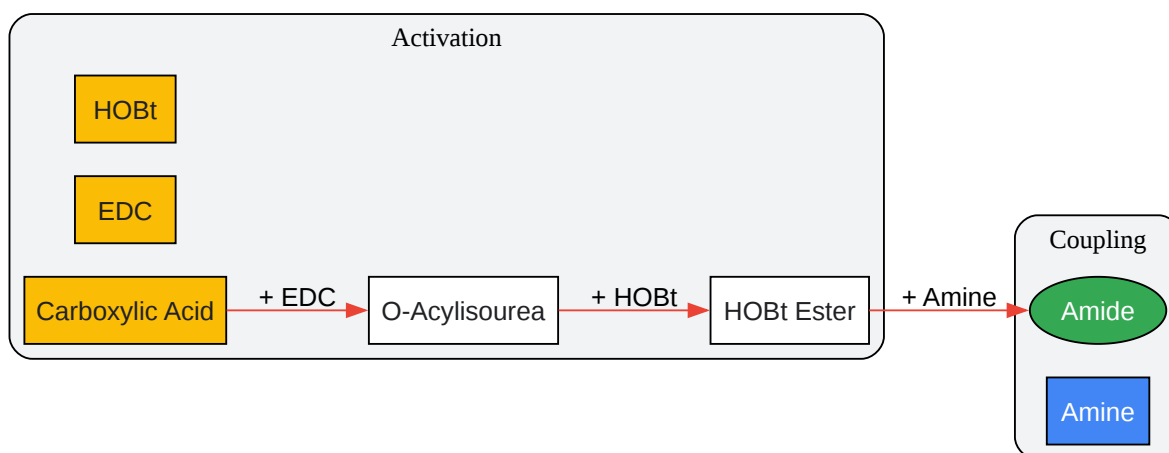 Activation
HOBt
EDC
Carboxylic Acid
+ EDC
O-Acylisourea
+ HOBt
HOBt Ester
+ Amine
Coupling
Amide
Amine